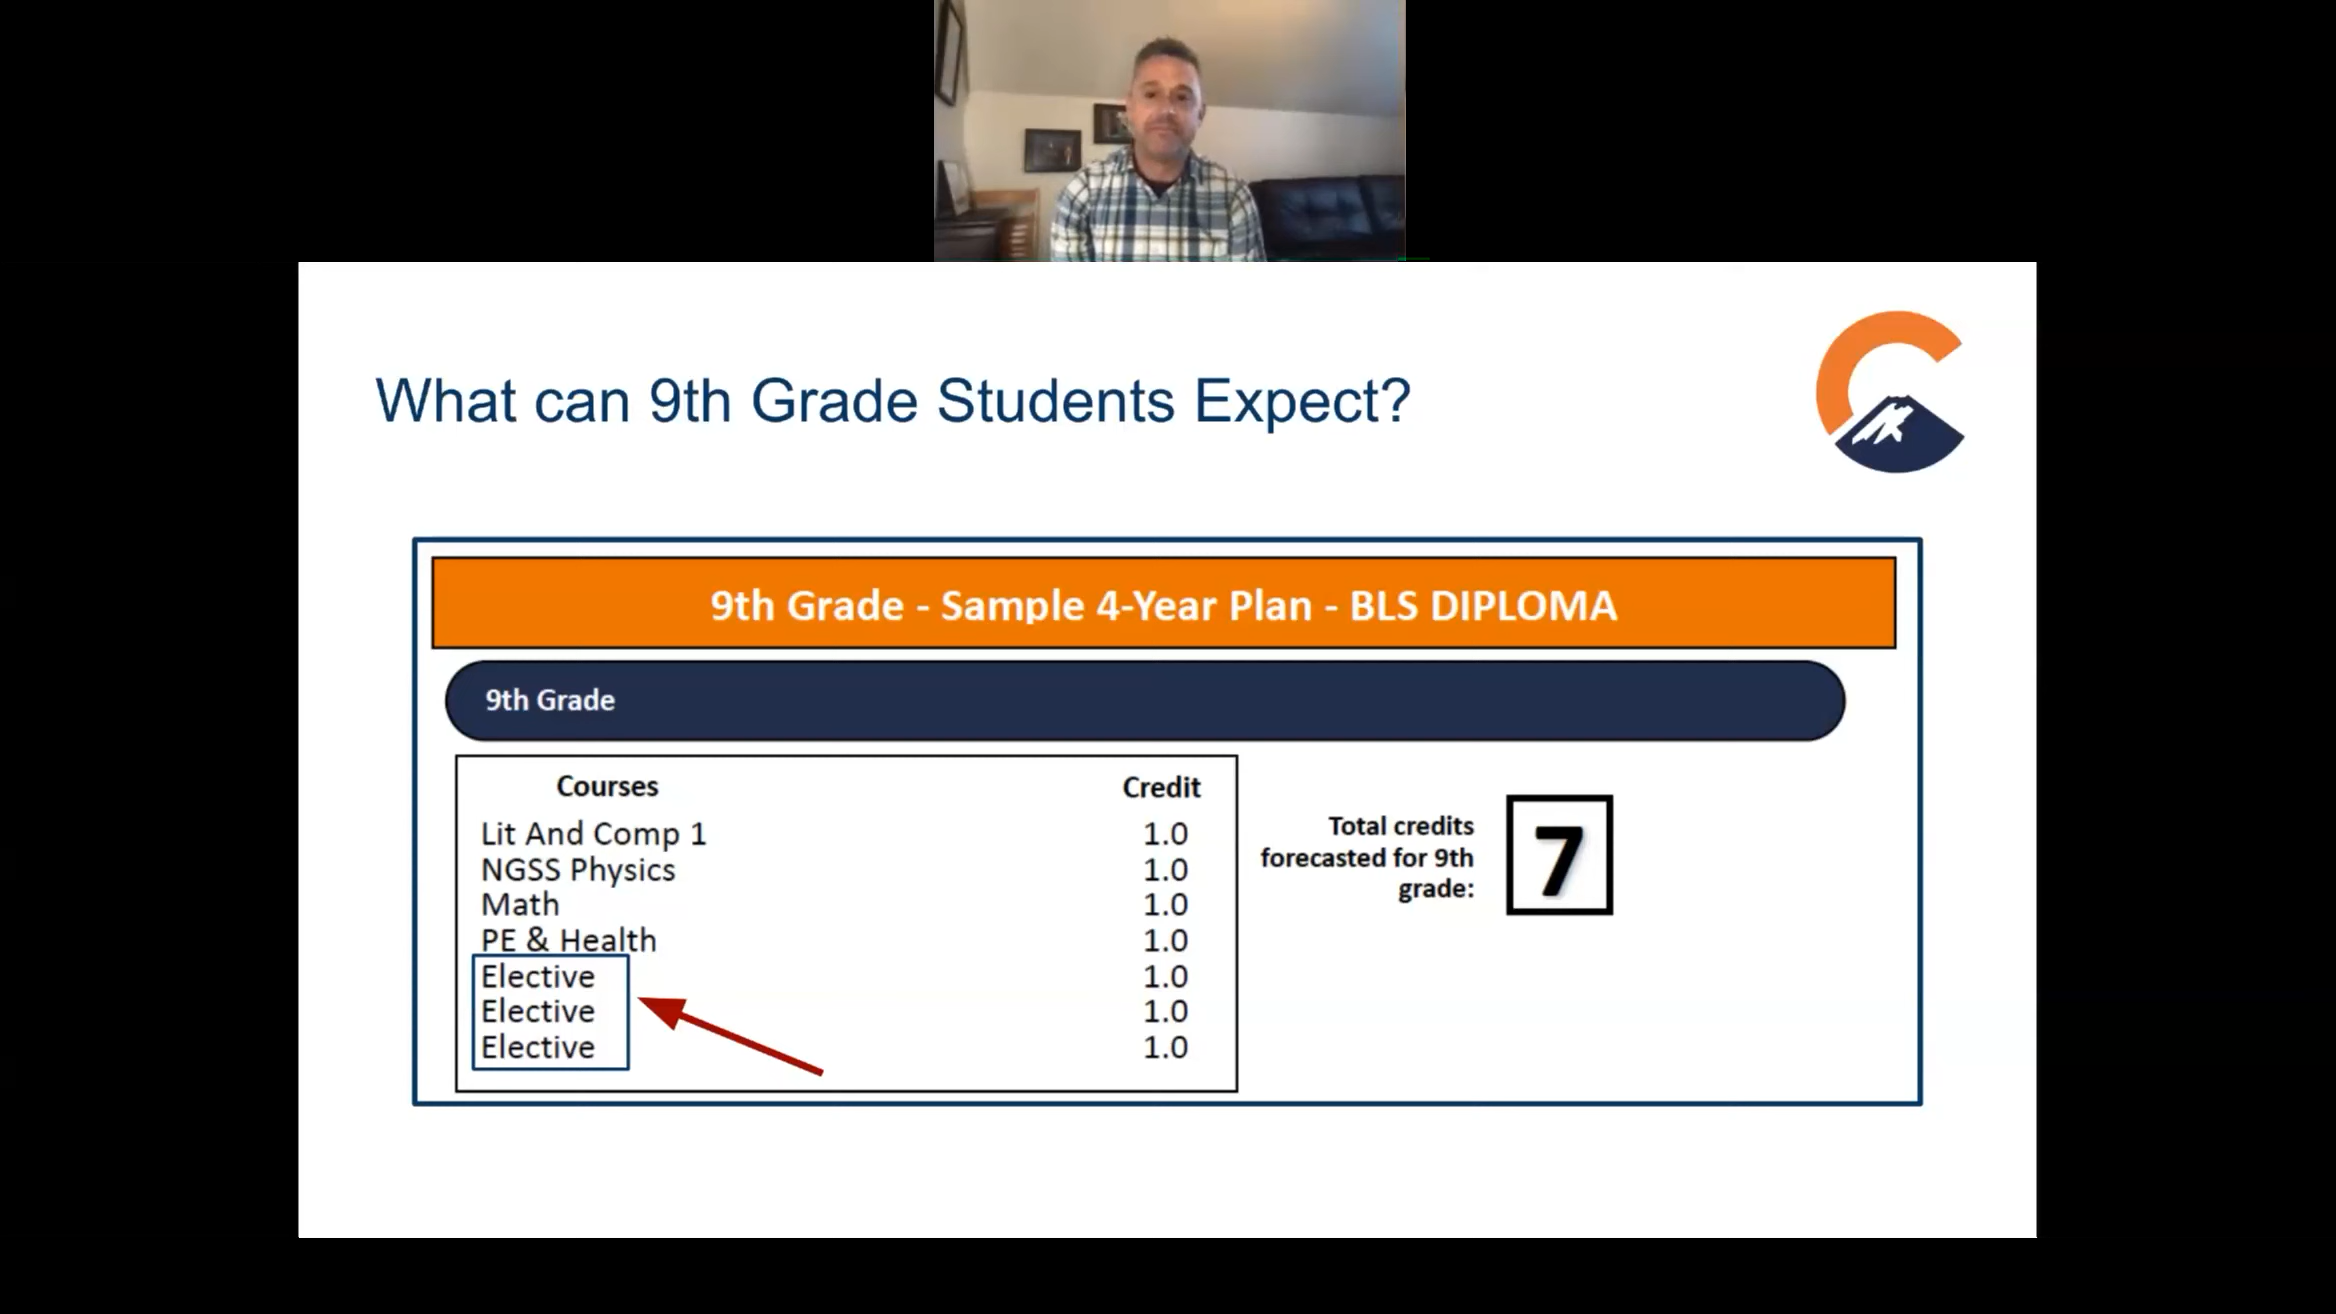 What can 9th Grade Students Expect?
9th Grade - Sample 4-Year Plan - BLS DIPLOMA
9th Grade
Courses Credit
Lit And Comp 1 1.0
NGSS Physics 1.0
Math 1.0
PE & Health 1.0
Elective 1.0
Elective 1.0
Elective 1.0
Total credits
forecasted for 9th
grade:
7